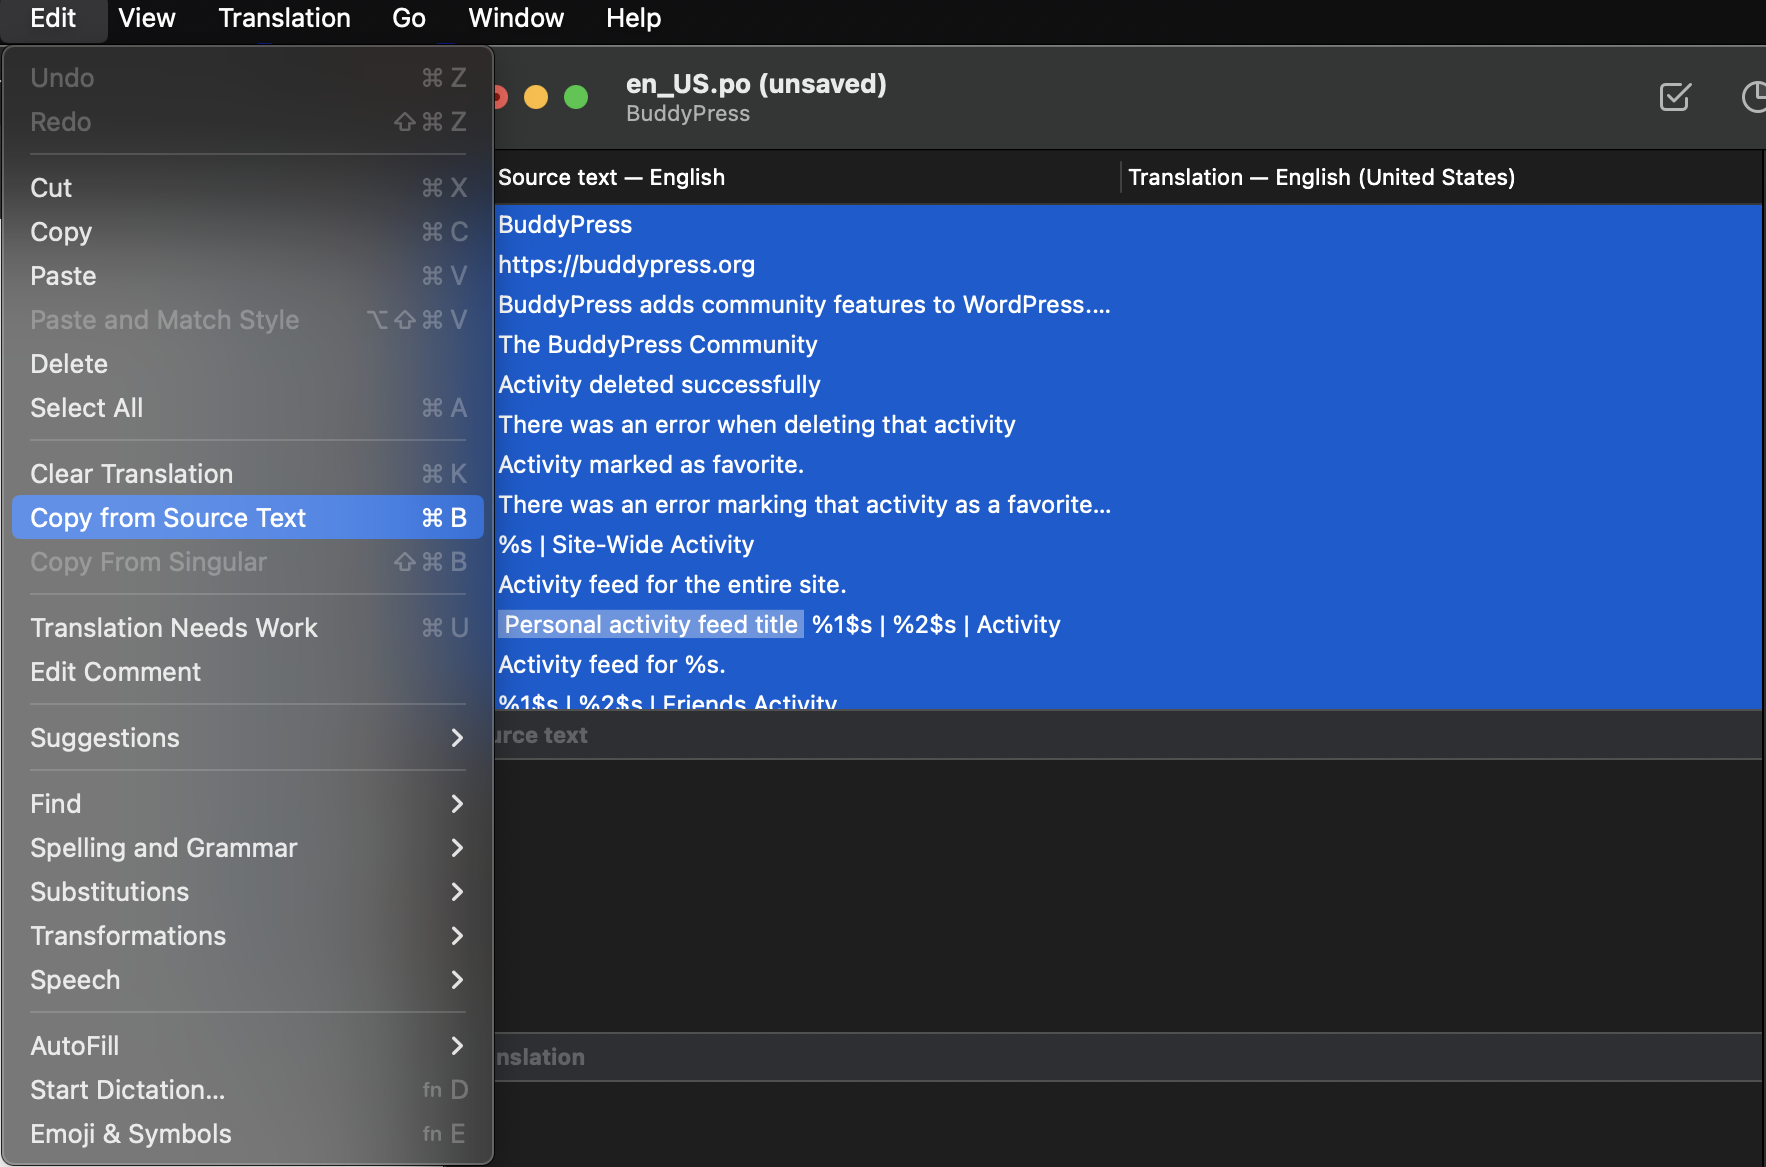 Edit View Translation Go Window Help
Undo ⌘ Z
Redo ⇧ ⌘ Z
Cut ⌘ X
Copy ⌘ C
Paste ⌘ V
Paste and Match Style ⌥ ⇧ ⌘ V
Delete
Select All ⌘ A
Clear Translation ⌘ K
Copy from Source Text ⌘ B
Copy From Singular ⇧ ⌘ B
Translation Needs Work ⌘ U
Edit Comment
Suggestions
Find
Spelling and Grammar
Substitutions
Transformations
Speech
AutoFill
Start Dictation...
fn D
Emoji & Symbols
fn E
en_US.po (unsaved)
BuddyPress
Source text — English
Translation — English (United States)
BuddyPress
https://buddypress.org
BuddyPress adds community features to WordPress....
The BuddyPress Community
Activity deleted successfully
There was an error when deleting that activity
Activity marked as favorite.
There was an error marking that activity as a favorite...
%s | Site-Wide Activity
Activity feed for the entire site.
Personal activity feed title %1$s | %2$s | Activity
Activity feed for %s.
%1$s | %2$s | Friends Activity
urce text
nslation